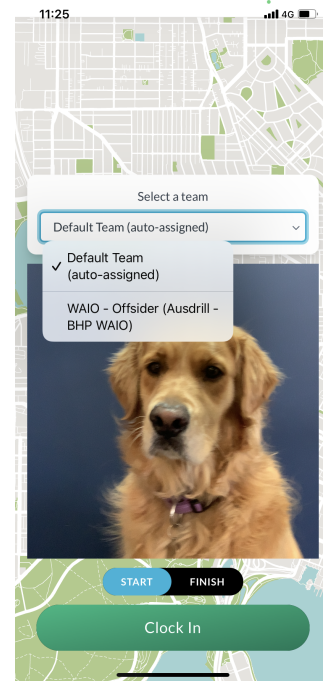 11:25
4G
Select a team
Default Team (auto-assigned)
Default Team
(auto-assigned)
WAIO - Offsider (Ausdrill -
BHP WAIO)
START
FINISH
Clock In